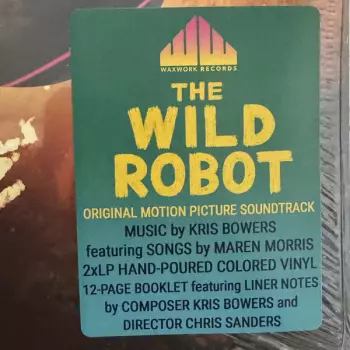 WAXWORK RECORDS
THE
WILD
ROBOT
ORIGINAL MOTION PICTURE SOUNDTRACK
MUSIC by KRIS BOWERS
featuring SONGS by MAREN MORRIS
2xLP HAND-POURED COLORED VINYL
12-PAGE BOOKLET featuring LINER NOTES
by COMPOSER KRIS BOWERS and
DIRECTOR CHRIS SANDERS